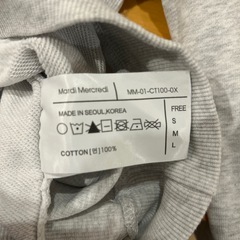 Mardi Mercredi
MM-01-CT100-0X
MADE IN SEOUL,KOREA
COTTON [면] 100%
FREE
S
M
L